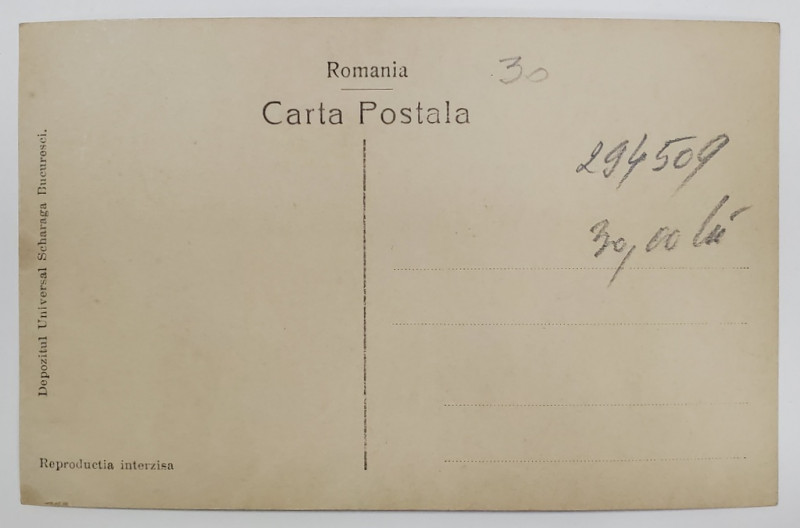 Romania
30
Carta Postala
294509
30,00 lei
Depozitul Universal Scharaga Bucuresci.
Reproductia interzisa